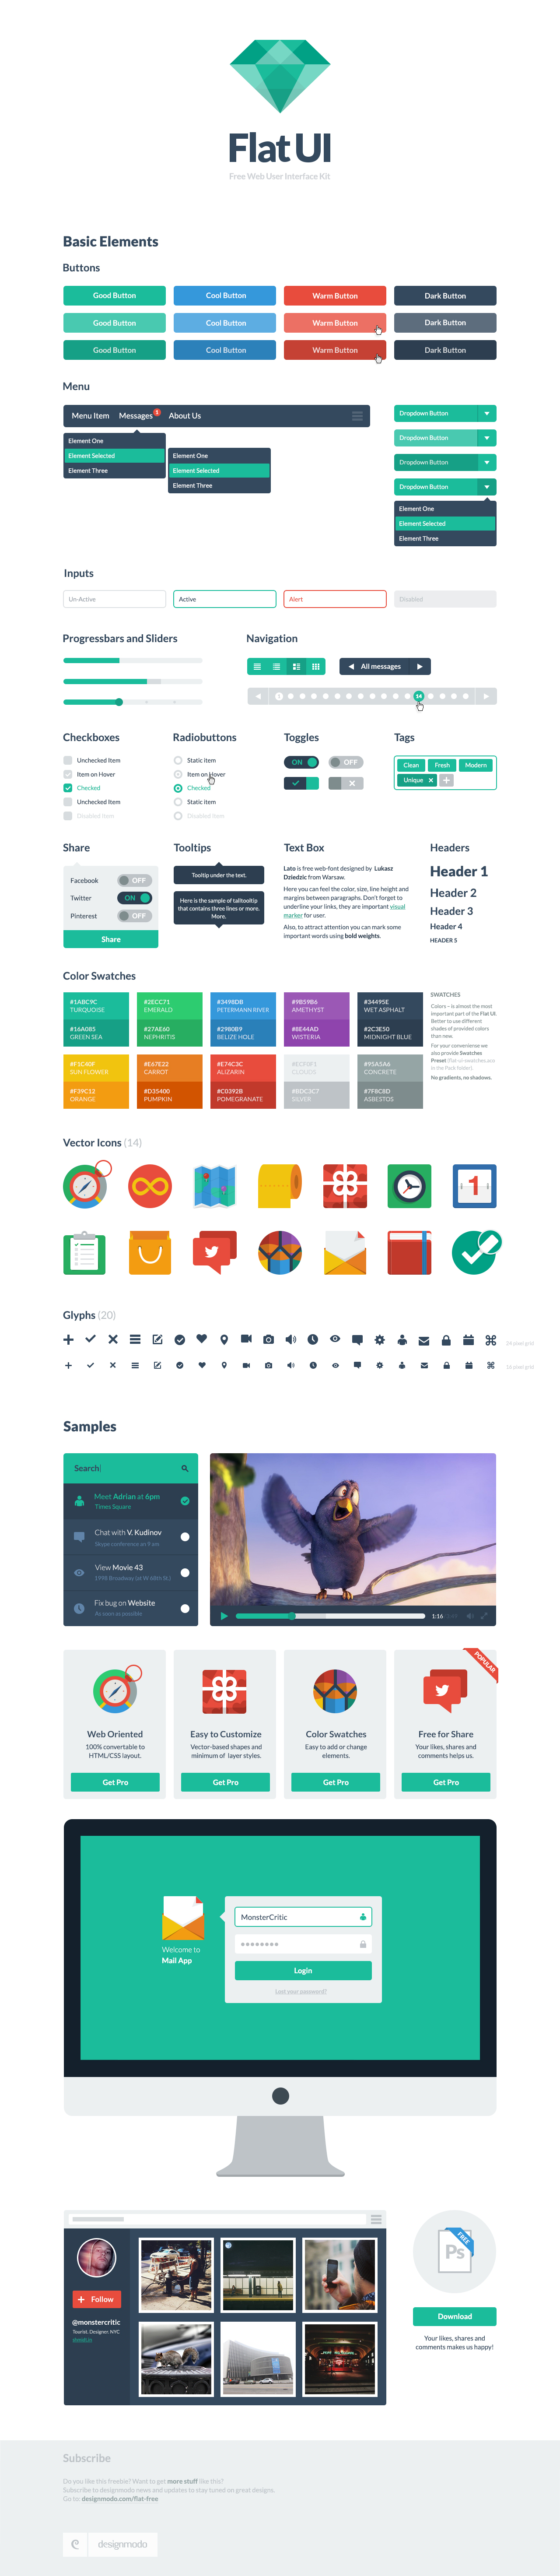 Flat UI
Free Web User Interface Kit
Basic Elements
Buttons
Good Button Cool Button Warm Button Dark Button
Good Button Cool Button Warm Button Dark Button
Good Button Cool Button Warm Button Dark Button
Menu
Menu Item Messages 1 About Us
Element One
Element Selected
Element Three
Element One
Element Selected
Element Three
Dropdown Button
Dropdown Button
Dropdown Button
Dropdown Button
Element One
Element Selected
Element Three
Inputs
Un-Active Active Alert Disabled
Progressbars and Sliders
Navigation
All messages
14
Checkboxes
Unchecked Item
Item on Hover
Checked
Unchecked Item
Disabled Item
Radiobuttons
Static item
Item on Hover
Checked
Static item
Disabled Item
Toggles
ON OFF
Tags
Clean Fresh Modern
Unique
Share
Facebook OFF
Twitter ON
Pinterest OFF
Share
Tooltips
Tooltip under the text.
Here is the sample of talltooltip
that contains three lines or more.
More.
Text Box
Lato is free web-font designed by Lukasz
Dziedzic from Warsaw.
Here you can feel the color, size, line height and
margins between paragraphs. Don't forget to
underline your links, they are important visual
marker for user.
Also, to attract attention you can mark some
important words using bold weights.
Headers
Header 1
Header 2
Header 3
Header 4
HEADER 5
Color Swatches
#1ABC9C #2ECC71 #3498DB #9B59B6 #34495E
TURQUOISE EMERALD PETERMANN RIVER AMETHYST WET ASPHALT
#16A085 #27AE60 #2980B9 #8E44AD #2C3E50
GREEN SEA NEPHRITIS BELIZE HOLE WISTERIA MIDNIGHT BLUE
#F1C40F #E67E22 #E74C3C #ECF0F1 #95A5A6
SUN FLOWER CARROT ALIZARIN CLOUDS CONCRETE
#F39C12 #D35400 #C0392B #BDC3C7 #7F8C8D
ORANGE PUMPKIN POMEGRANATE SILVER ASBESTOS
SWATCHES
Colors - is almost the most
important part of the Flat UI.
Better to use different
shades of provided colors
than new.
For your convenience we
also provide Swatches
Preset (flat-ui-swatches.ase
in the Pack folder).
No gradients, no shadows.
Vector Icons (14)
1
Glyphs (20)
24 pixel grid
16 pixel grid
Samples
Search
Meet Adrian at 6pm
Times Square
Chat with V. Kudinov
Skype conference an 9 am
View Movie 43
1998 Broadway (at W 68th St.)
Fix bug on Website
As soon as possible
1:16
Web Oriented
100% convertable to
HTML/CSS layout.
Get Pro
Easy to Customize
Vector-based shapes and
minimum of layer styles.
Get Pro
Color Swatches
Easy to add or change
elements.
Get Pro
POPULAR
Free for Share
Your likes, shares and
comments helps us.
Get Pro
Welcome to
Mail App
MonsterCritic
Login
Lost your password?
Follow
@monstercritic
Tourist. Designer. NYC
FREE
Ps
Download
Your likes, shares and
comments makes us happy!
Subscribe
Do you like this freebie? Want to get more stuff like this?
Subscribe to designmodo news and updates to stay tuned on great designs.
Go to: designmodo.com/flat-free
designmodo